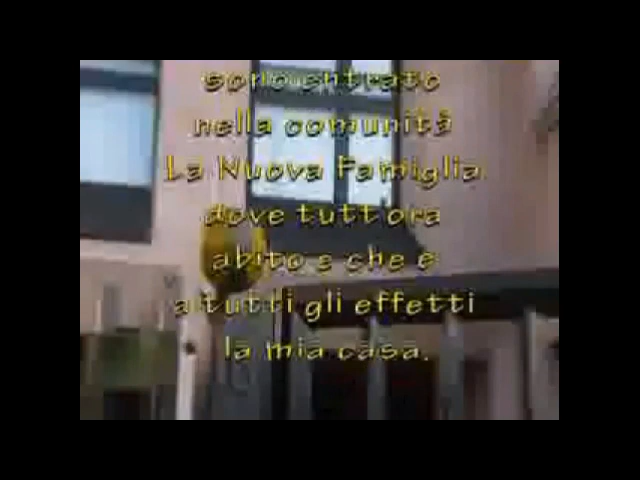 sono entrato
nella comunità
La Nuova Famiglia
dove tutt'ora
abito e che è
a tutti gli effetti
la mia casa.